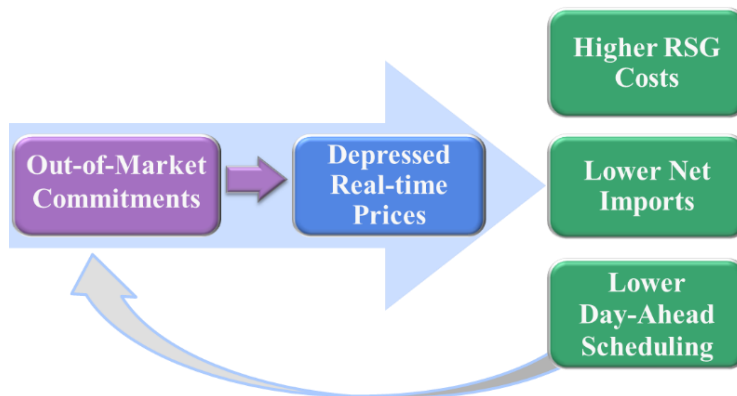 Out-of-Market
Commitments
Depressed
Real-time
Prices
Higher RSG
Costs
Lower Net
Imports
Lower
Day-Ahead
Scheduling